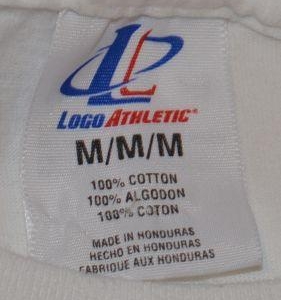 LOGO ATHLETIC®
M/M/M
100% COTTON
100% ALGODON
100% COTON
MADE IN HONDURAS
HECHO EN HONDURAS
FABRIQUE AUX HONDURAS